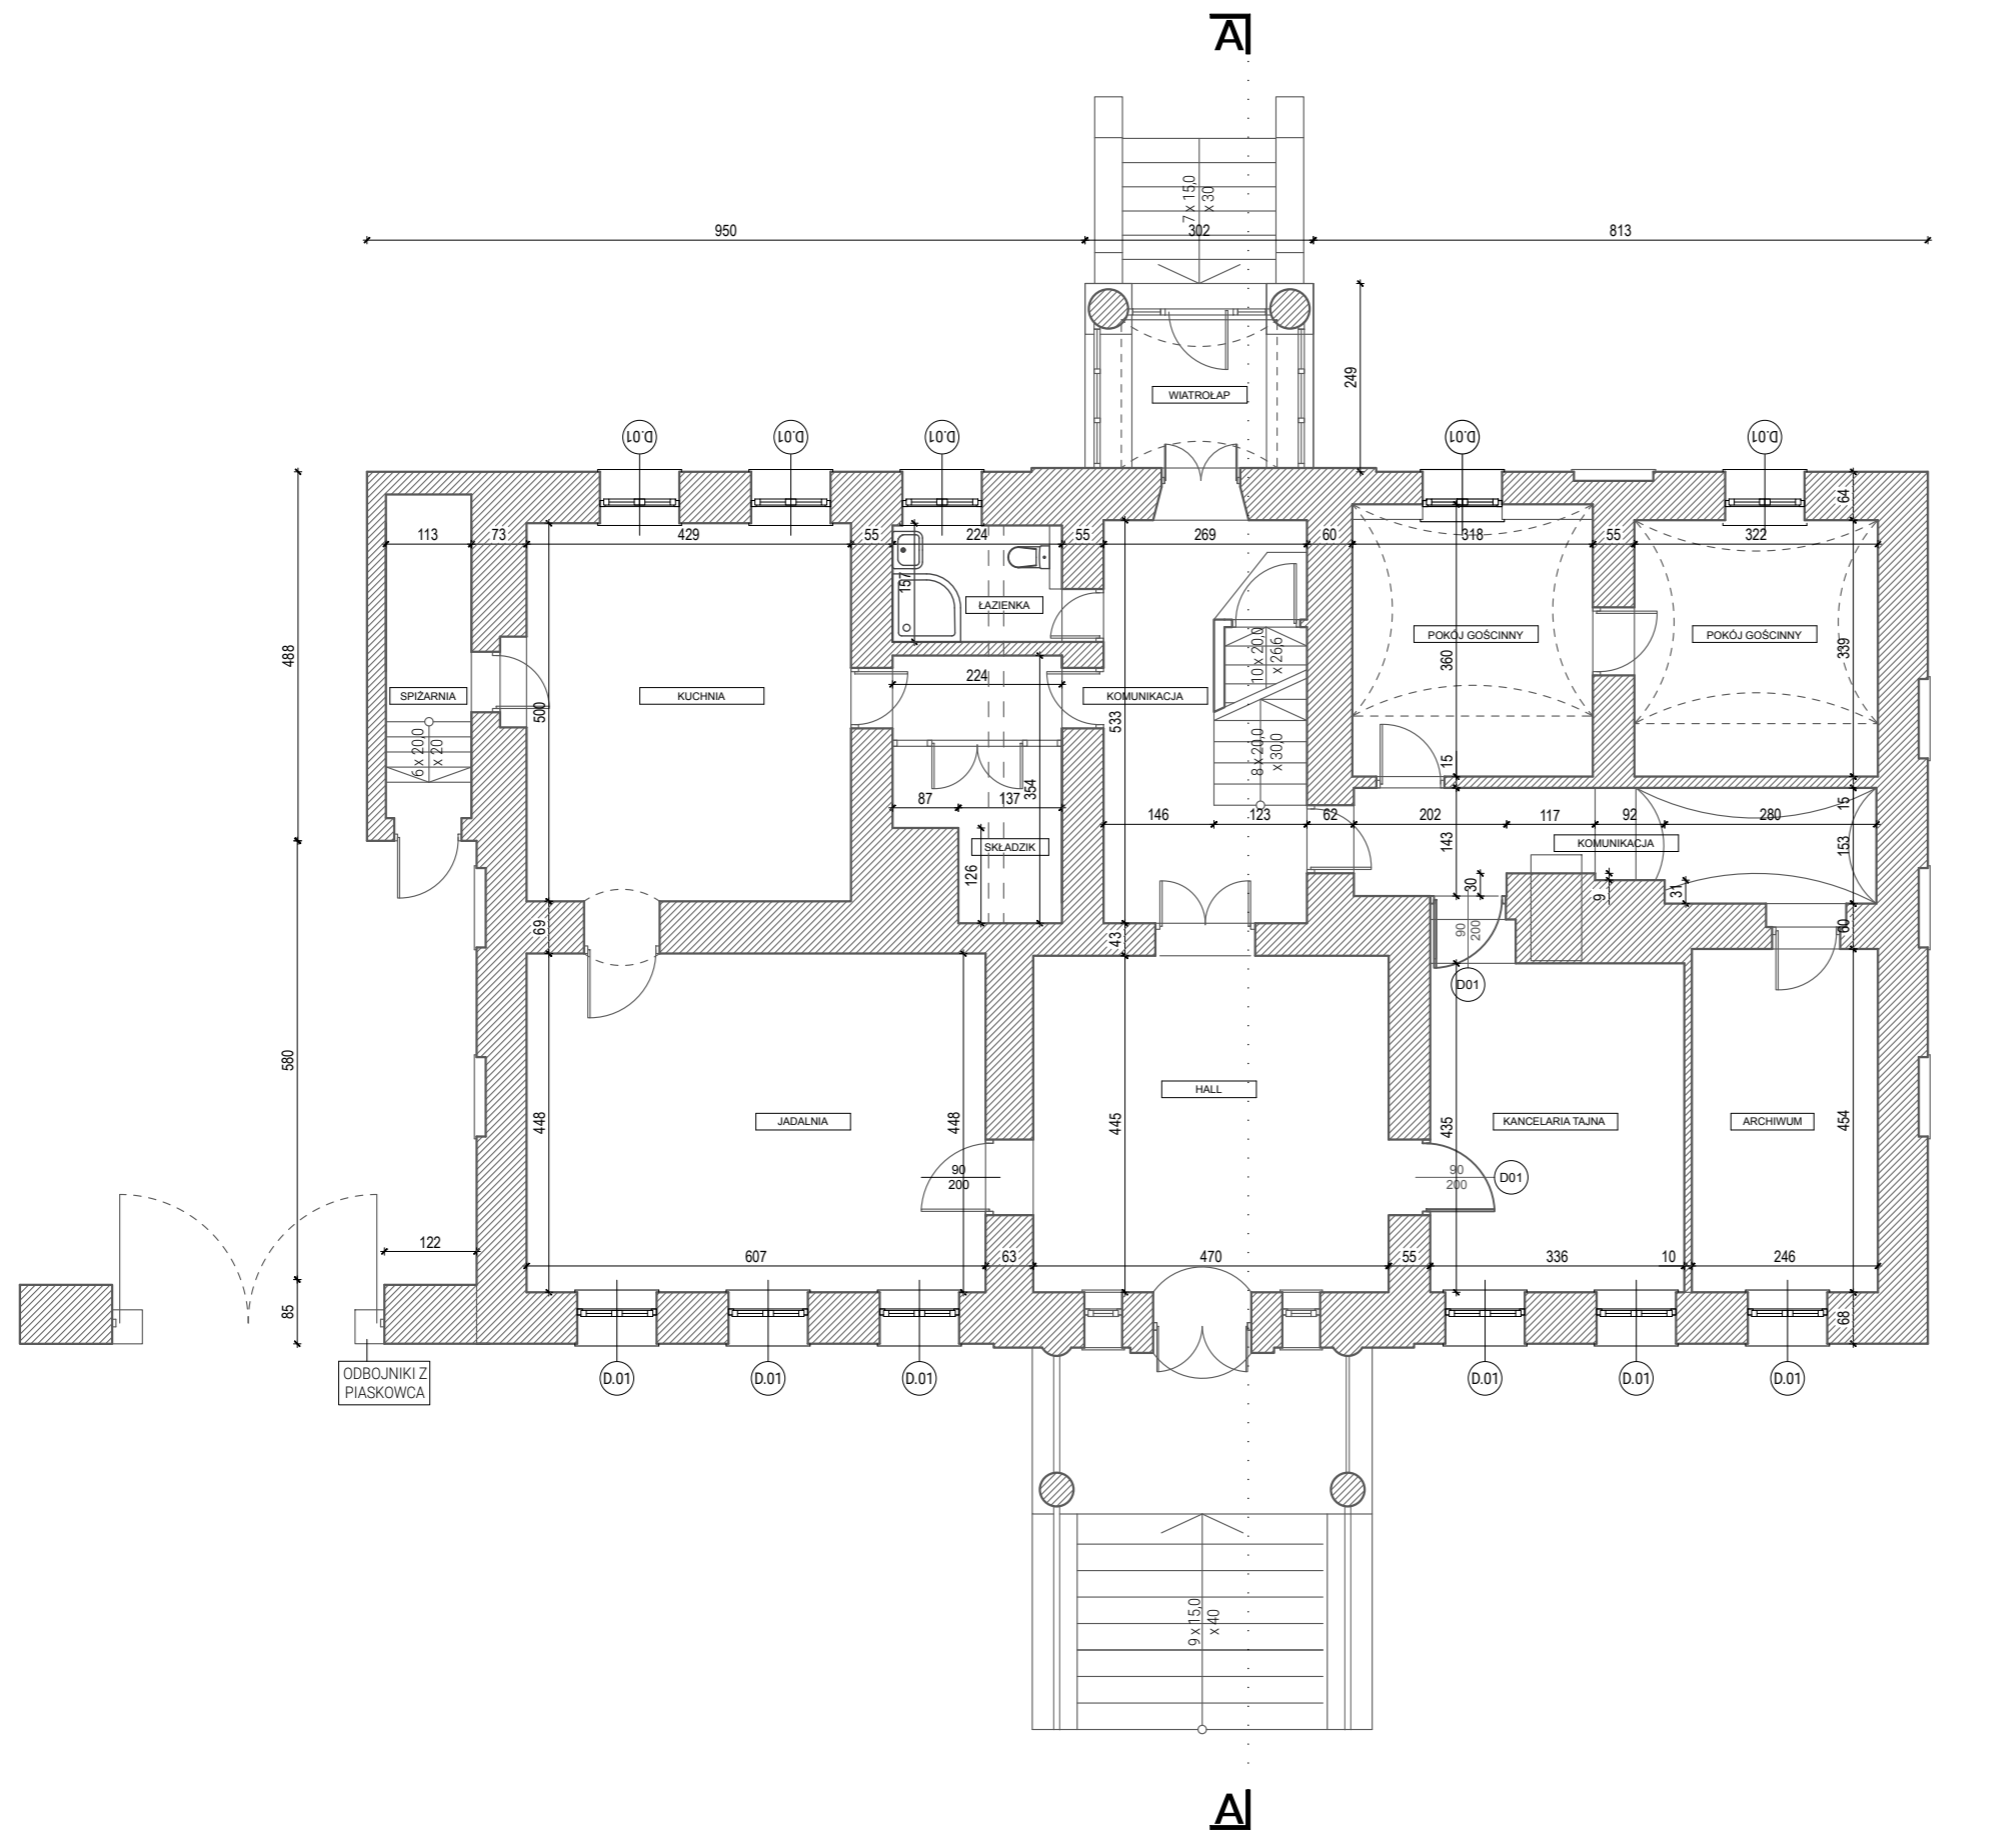 A
7 x 15,0
x 30
950
302
813
249
WIATROŁAP
D.01
D.01
D.01
D.01
D.01
64
113
73
429
55
224
55
269
60
318
55
322
157
ŁAZIENKA
POKÓJ GOŚCINNY
POKÓJ GOŚCINNY
488
10 x 20,0
x 26,6
360
339
224
SPIŻARNIA
KUCHNIA
KOMUNIKACJA
500
533
6 x 20,0
x 20
8 x 20,0
x 30,0
15
354
87
137
15
146
123
62
202
117
92
280
143
KOMUNIKACJA
153
SKŁADZIK
126
30
9
31
69
43
90
200
60
D01
580
HALL
448
JADALNIA
448
445
435
KANCELARIA TAJNA
ARCHIWUM
454
90
200
90
200
D01
122
607
63
470
55
336
10
246
85
68
ODBOJNIKI Z
PIASKOWCA
D.01
D.01
D.01
D.01
D.01
D.01
9 x 15,0
x 40
A